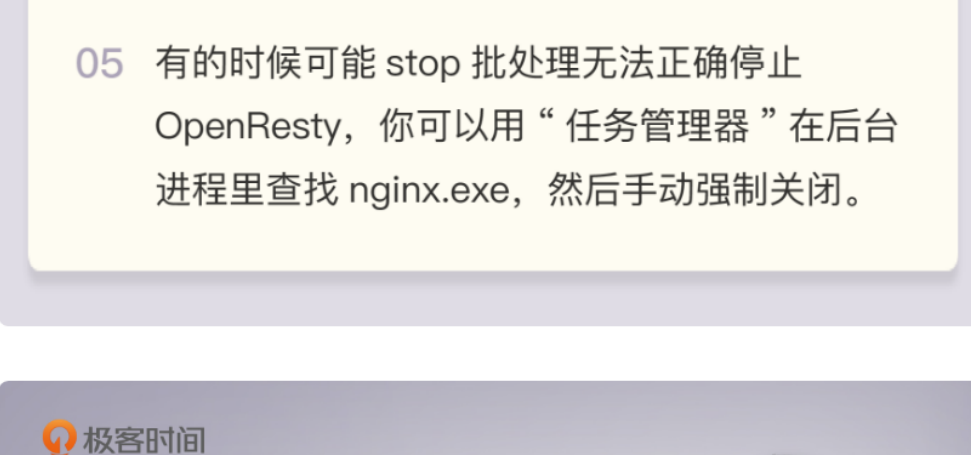 05 有的时候可能 stop 批处理无法正确停止
OpenResty，你可以用“任务管理器”在后台
进程里查找 nginx.exe，然后手动强制关闭。
极客时间